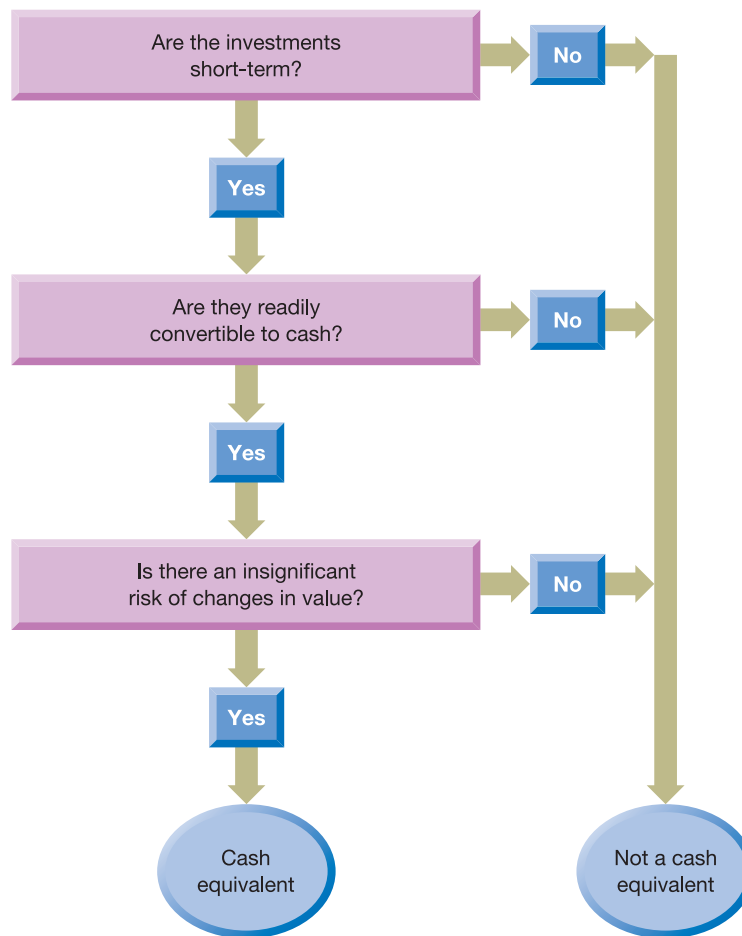 Are the investments
short-term?
No
Yes
Are they readily
convertible to cash?
No
Yes
Is there an insignificant
risk of changes in value?
No
Yes
Cash
equivalent
Not a cash
equivalent